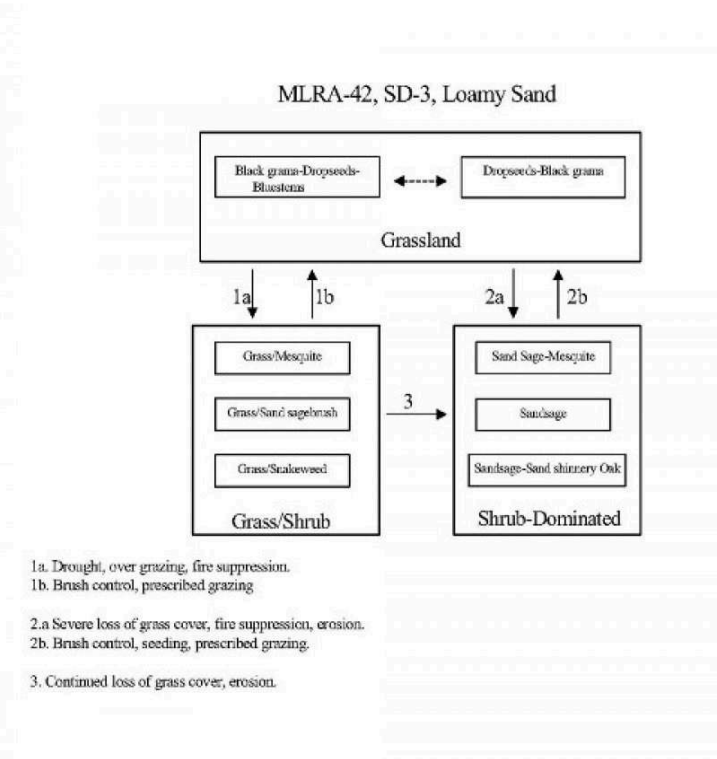 MLRA-42, SD-3, Loamy Sand
Black grama-Dropseeds-
Bluestems
Dropseeds-Black grama
Grassland
1a
1b
2a
2b
Grass/Mesquite
Grass/Sand sagebrush
Grass/Snakeweed
Grass/Shrub
3
Sand Sage-Mesquite
Sandsage
Sandsage-Sand shinnery Oak
Shrub-Dominated
1a. Drought, over grazing, fire suppression.
1b. Brush control, prescribed grazing
2.a Severe loss of grass cover, fire suppression, erosion.
2b. Brush control, seeding, prescribed grazing.
3. Continued loss of grass cover, erosion.